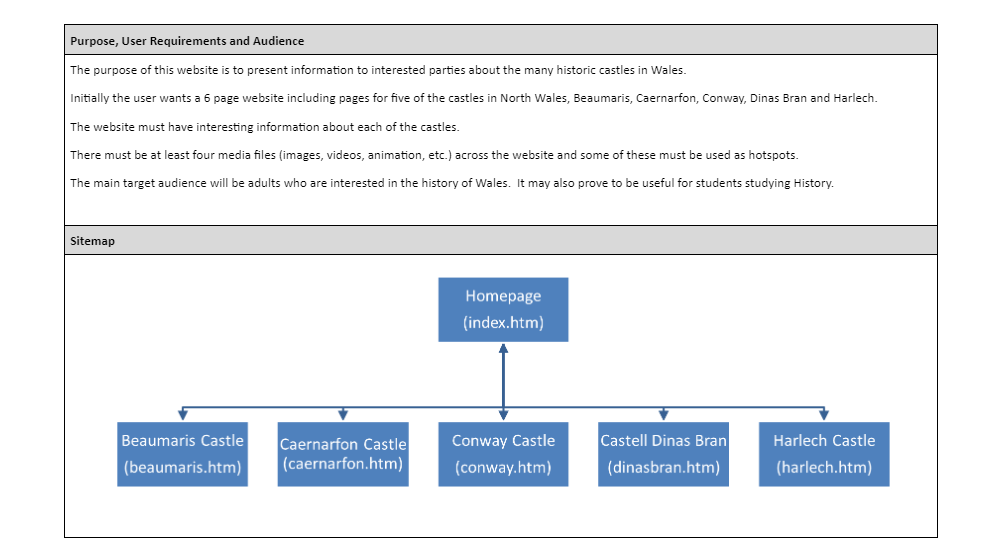 Purpose, User Requirements and Audience
The purpose of this website is to present information to interested parties about the many historic castles in Wales.
Initially the user wants a 6 page website including pages for five of the castles in North Wales, Beaumaris, Caernarfon, Conway, Dinas Bran and Harlech.
The website must have interesting information about each of the castles.
There must be at least four media files (images, videos, animation, etc.) across the website and some of these must be used as hotspots.
The main target audience will be adults who are interested in the history of Wales.  It may also prove to be useful for students studying History.
Sitemap
Homepage
(index.htm)
Beaumaris Castle
(beaumaris.htm)
Caernarfon Castle
(caernarfon.htm)
Conway Castle
(conway.htm)
Castell Dinas Bran
(dinasbran.htm)
Harlech Castle
(harlech.htm)